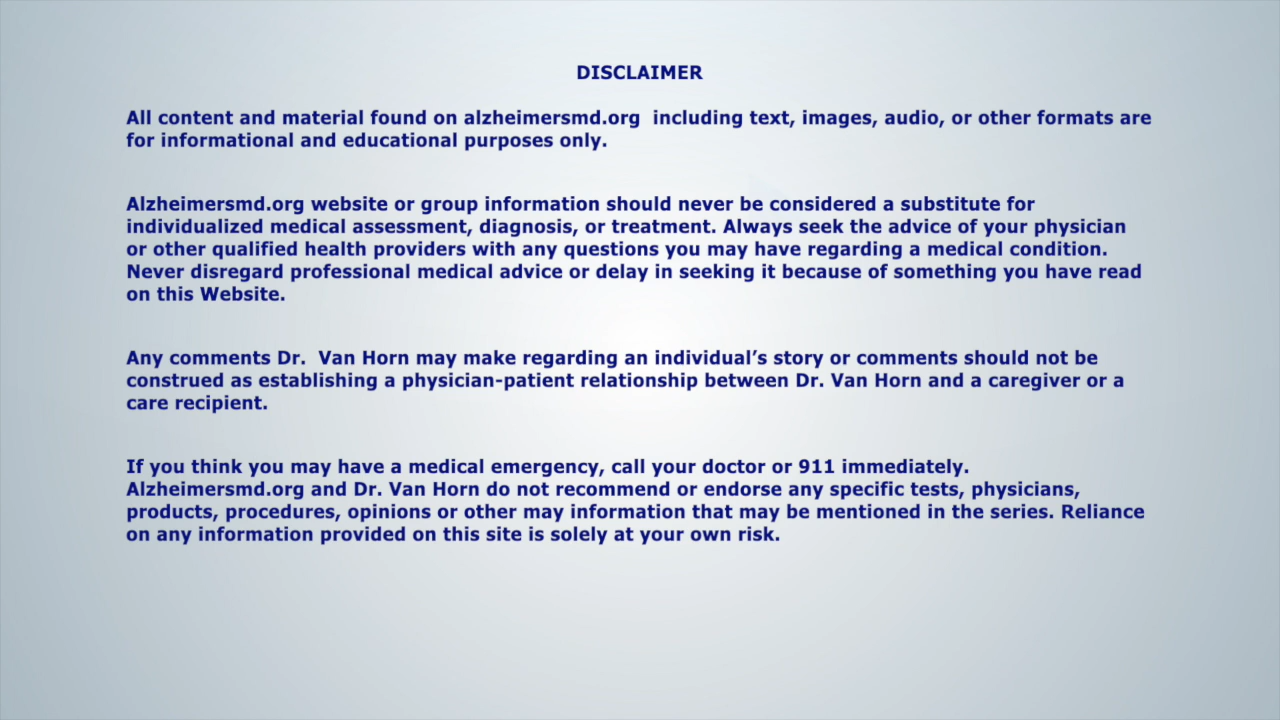 DISCLAIMER
All content and material found on alzheimersmd.org  including text, images, audio, or other formats are
for informational and educational purposes only.
Alzheimersmd.org website or group information should never be considered a substitute for
individualized medical assessment, diagnosis, or treatment. Always seek the advice of your physician
or other qualified health providers with any questions you may have regarding a medical condition.
Never disregard professional medical advice or delay in seeking it because of something you have read
on this Website.
Any comments Dr.  Van Horn may make regarding an individual’s story or comments should not be
construed as establishing a physician-patient relationship between Dr. Van Horn and a caregiver or a
care recipient.
If you think you may have a medical emergency, call your doctor or 911 immediately.
Alzheimersmd.org and Dr. Van Horn do not recommend or endorse any specific tests, physicians,
products, procedures, opinions or other may information that may be mentioned in the series. Reliance
on any information provided on this site is solely at your own risk.